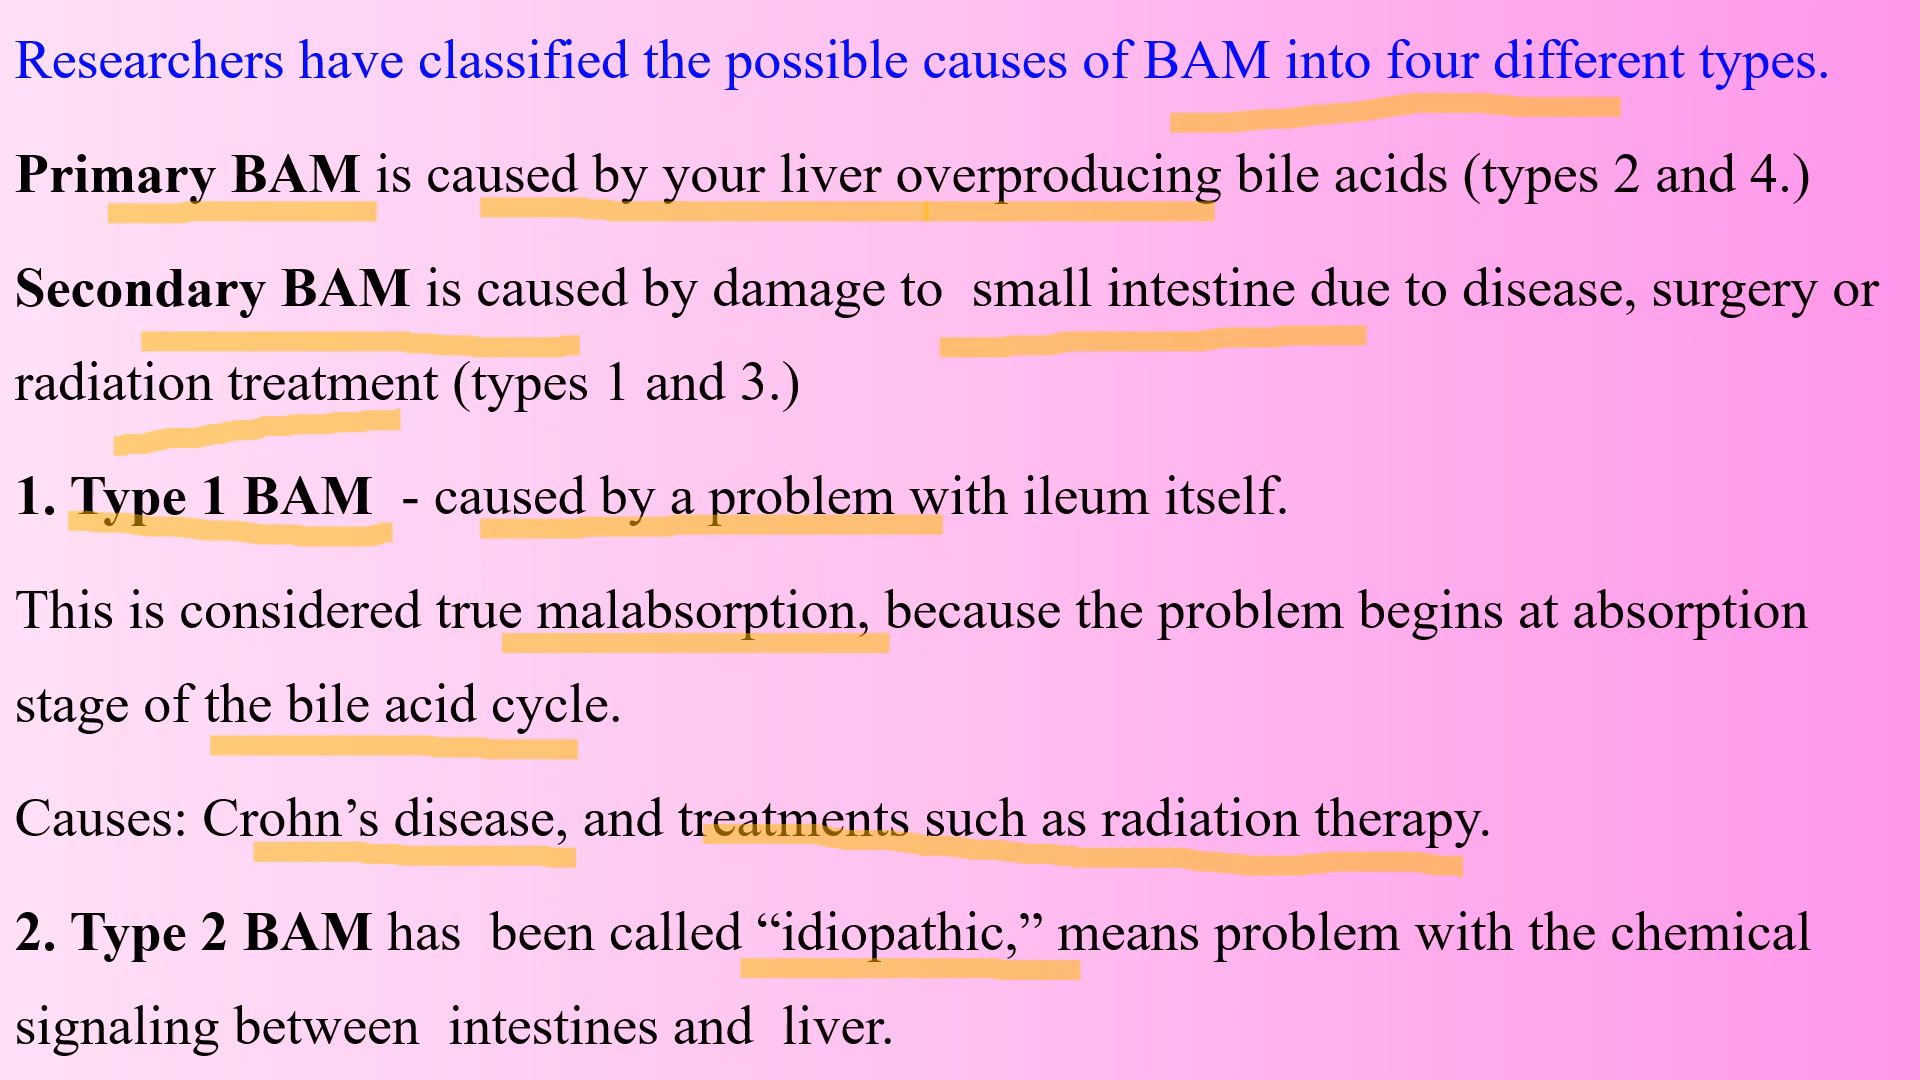 Researchers have classified the possible causes of BAM into four different types.
Primary BAM is caused by your liver overproducing bile acids (types 2 and 4.)
Secondary BAM is caused by damage to  small intestine due to disease, surgery or
radiation treatment (types 1 and 3.)
1. Type 1 BAM  - caused by a problem with ileum itself.
This is considered true malabsorption, because the problem begins at absorption
stage of the bile acid cycle.
Causes: Crohn’s disease, and treatments such as radiation therapy.
2. Type 2 BAM has  been called “idiopathic,” means problem with the chemical
signaling between  intestines and  liver.